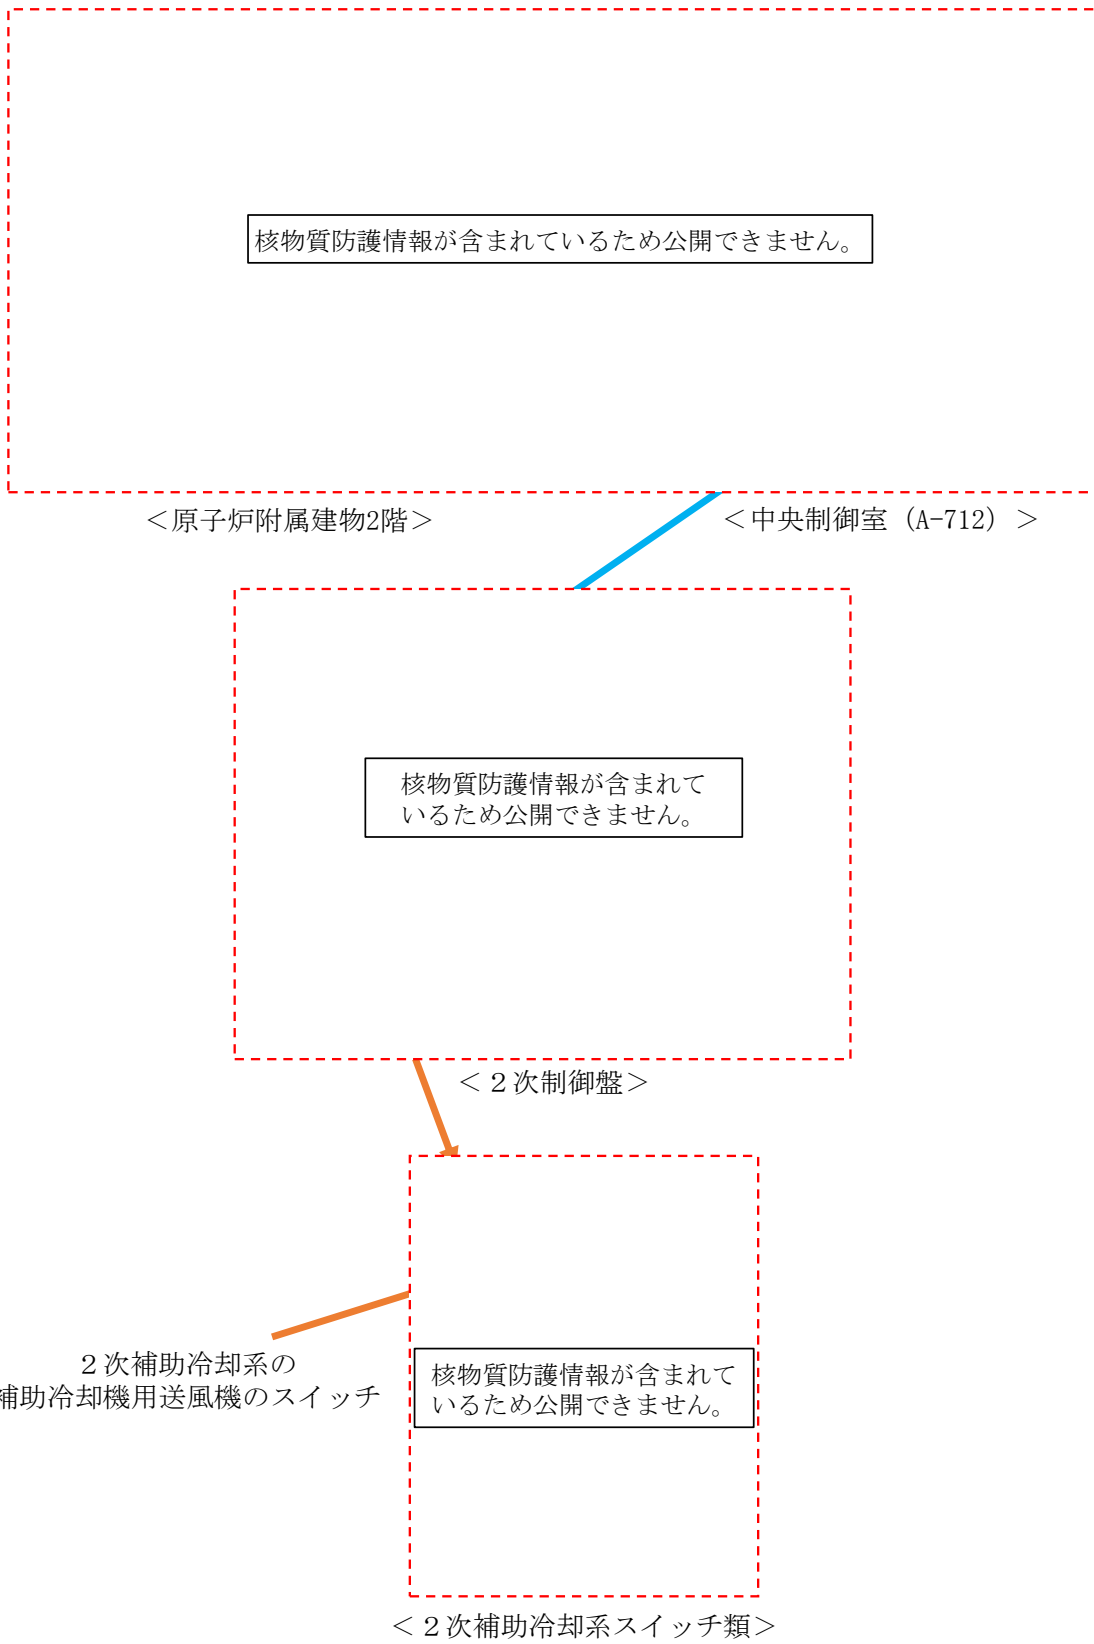 核物質防護情報が含まれているため公開できません。
＜原子炉附属建物2階＞
＜中央制御室（A-712）＞
核物質防護情報が含まれて
いるため公開できません。
＜２次制御盤＞
２次補助冷却系の
補助冷却機用送風機のスイッチ
核物質防護情報が含まれて
いるため公開できません。
＜２次補助冷却系スイッチ類＞